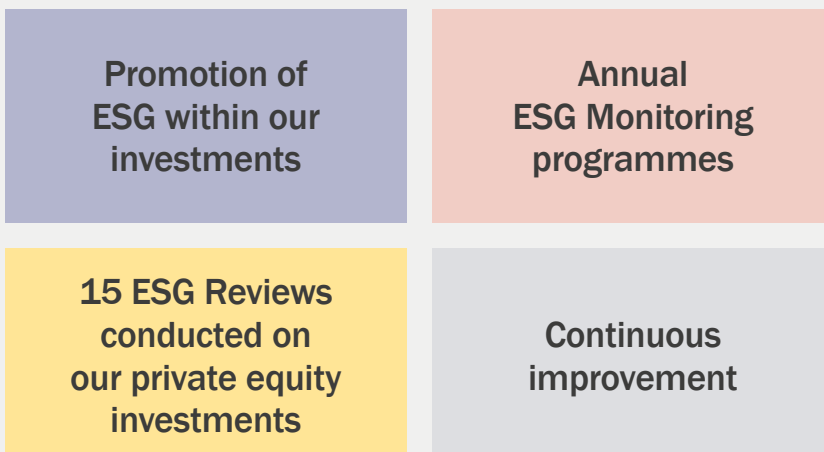 Promotion of
ESG within our
investments
Annual
ESG Monitoring
programmes
15 ESG Reviews
conducted on
our private equity
investments
Continuous
improvement